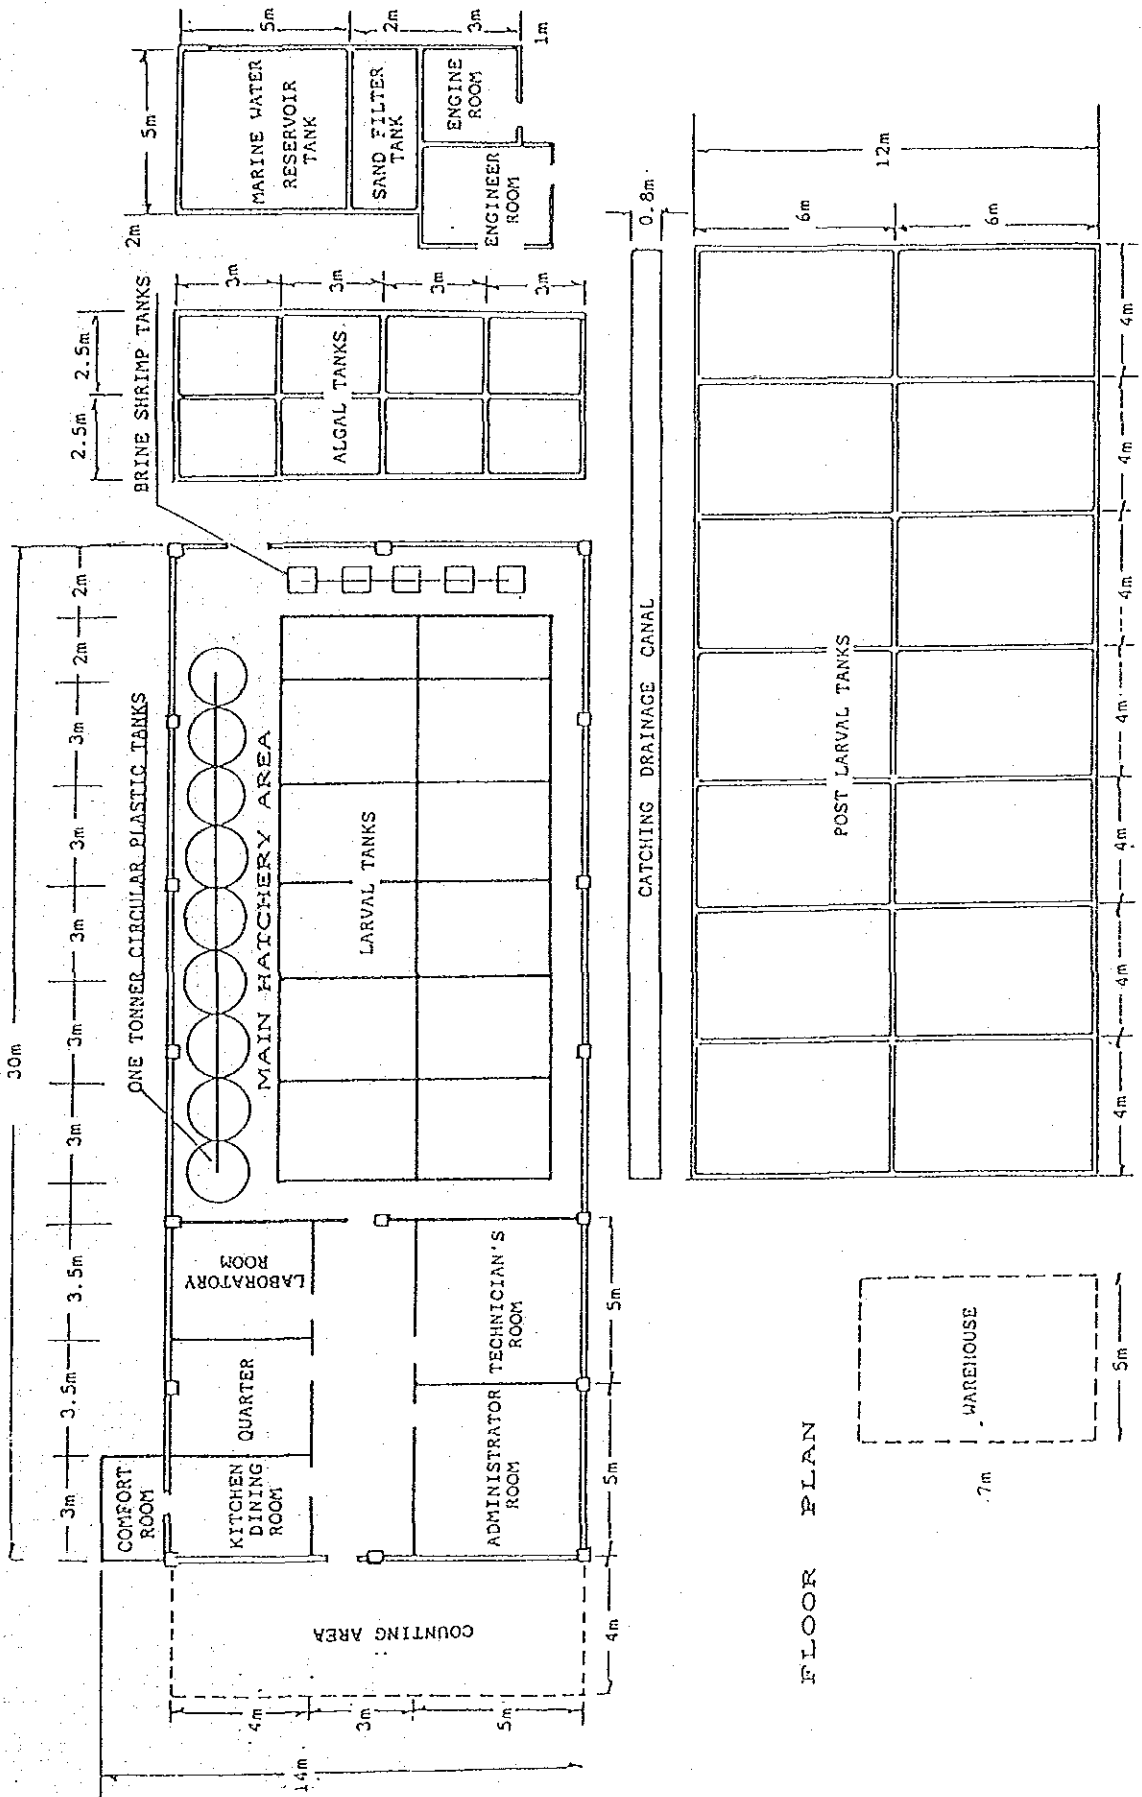 30m
3m
3.5m
3.5m
3m
3m
3m
3m
3m
2m
2m
ONE TONNER CIRCULAR PLASTIC TANKS
BRINE SHRIMP TANKS
2.5m
2.5m
2m
5m
5m
2m
3m
1m
MARINE WATER
RESERVOIR
TANK
SAND FILTER
TANK
ENGINE
ROOM
ENGINEER
ROOM
3m
3m
3m
3m
ALGAL TANKS
MAIN HATCHERY AREA
LARVAL TANKS
COMFORT
ROOM
KITCHEN
DINING
ROOM
QUARTER
LABORATORY
ROOM
ADMINISTRATOR
ROOM
TECHNICIAN'S
ROOM
COUNTING AREA
14m
4m
3m
5m
4m
5m
5m
CATCHING DRAINAGE CANAL
0.8m
POST LARVAL TANKS
6m
6m
12m
4m
4m
4m
4m
4m
4m
4m
WAREHOUSE
7m
5m
FLOOR PLAN